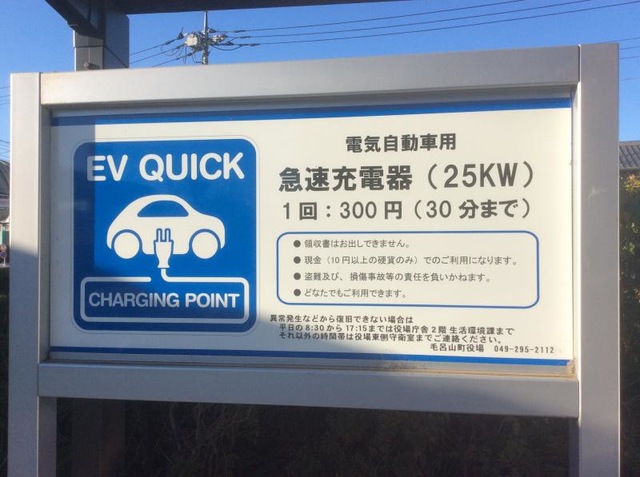 EV QUICK
CHARGING POINT
電気自動車用
急速充電器（25KW）
1回：300円（30分まで）
● 領収書はお出しできません。
● 現金（10円以上の硬貨のみ）でのご利用になります。
● 盗難及び、損傷事故等の責任を負いかねます。
● どなたでもご利用できます。
異常発生などから復旧できない場合は
平日の8:30から17:15までは役場庁舎2階 生活環境課まで
それ以外の時間帯は役場東側守衛室までご連絡ください。
毛呂山町役場 049-295-2112